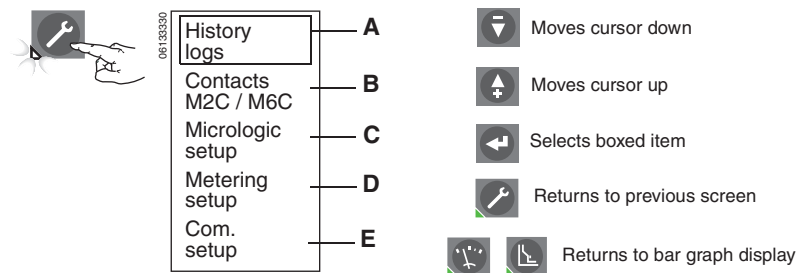 06133330
History
logs
A
Contacts
M2C / M6C
B
Micrologic
setup
C
Metering
setup
D
Com.
setup
E
Moves cursor down
Moves cursor up
Selects boxed item
Returns to previous screen
Returns to bar graph display